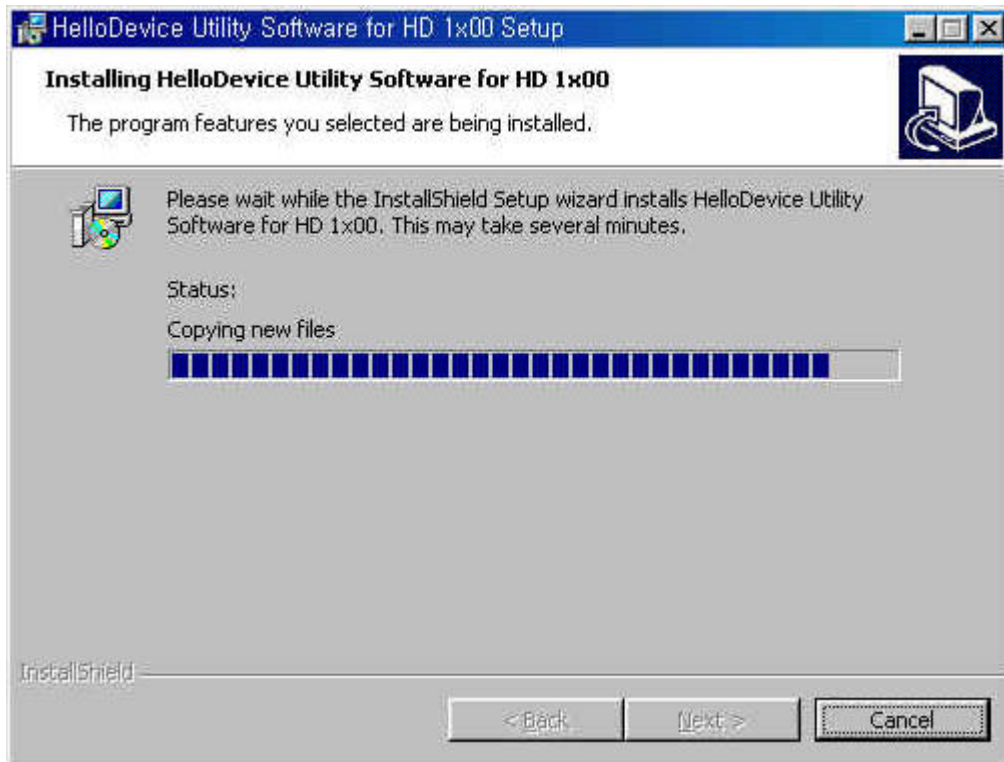 HelloDevice Utility Software for HD 1x00 Setup
Installing HelloDevice Utility Software for HD 1x00
The program features you selected are being installed.
Please wait while the InstallShield Setup wizard installs HelloDevice Utility
Software for HD 1x00. This may take several minutes.
Status:
Copying new files
InstallShield
< Back
Next >
Cancel